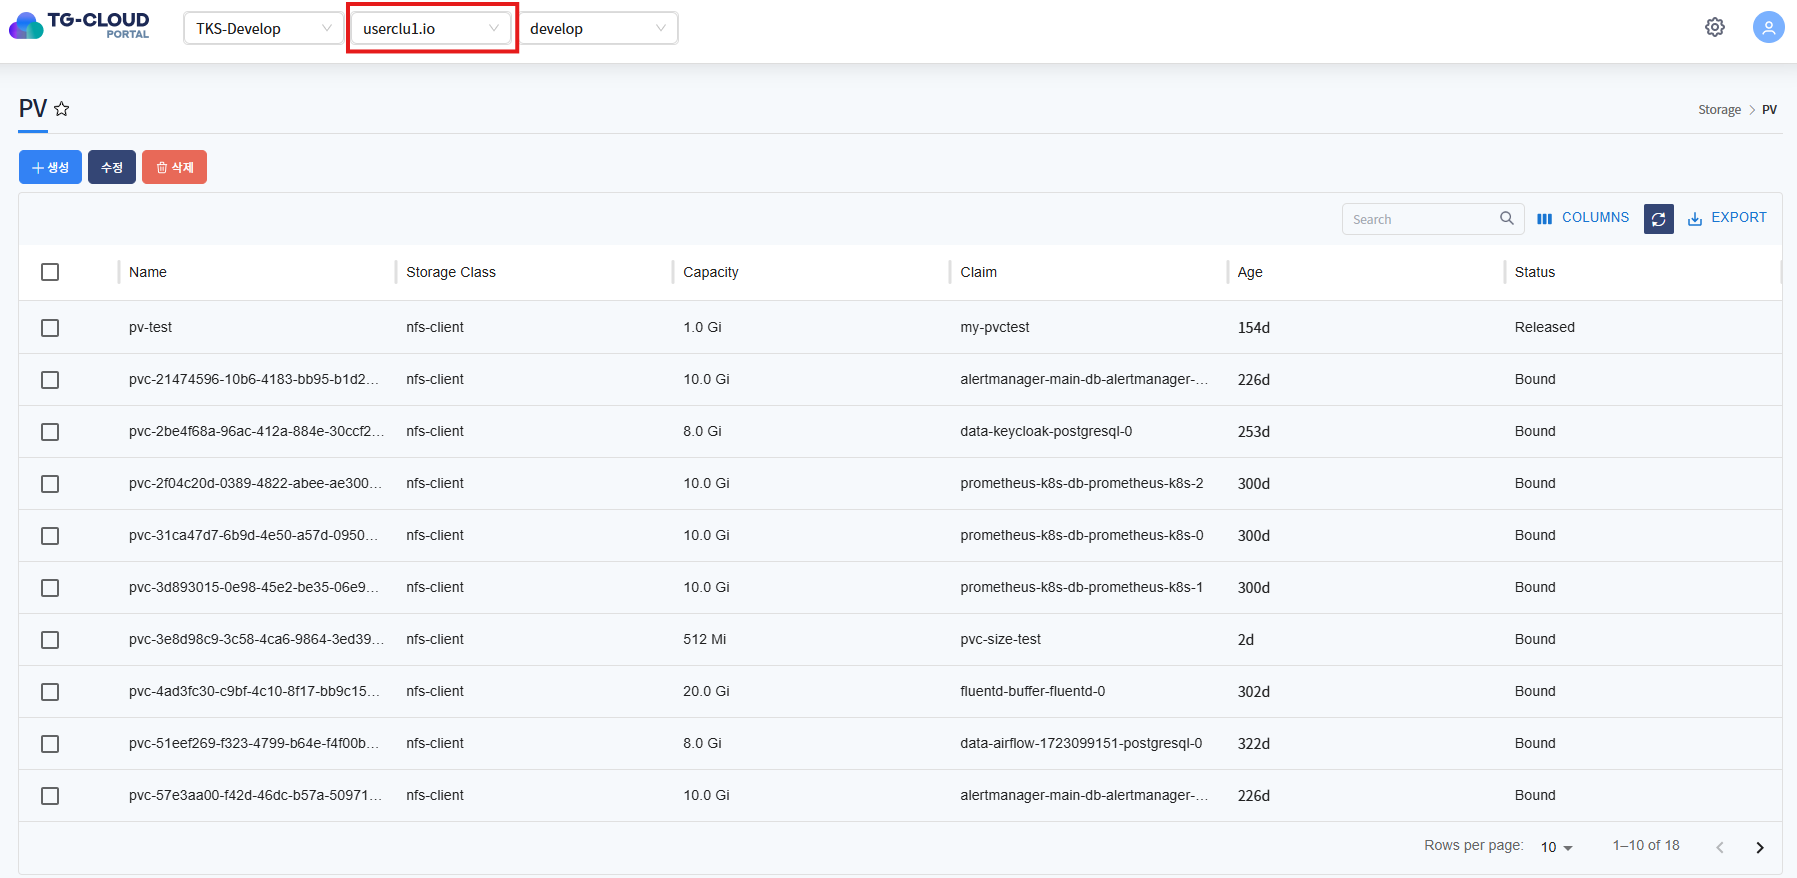 TG-CLOUD
PORTAL
TKS-Develop userclu1.io develop
PV
Storage > PV
+ 생성 수정 삭제
Search COLUMNS EXPORT
Name Storage Class Capacity Claim Age Status
pv-test nfs-client 1.0 Gi my-pvctest 154d Released
pvc-21474596-10b6-4183-bb95-b1d2... nfs-client 10.0 Gi alertmanager-main-db-alertmanager-... 226d Bound
pvc-2be4f68a-96ac-412a-884e-30ccf2... nfs-client 8.0 Gi data-keycloak-postgresql-0 253d Bound
pvc-2f04c20d-0389-4822-abee-ae300... nfs-client 10.0 Gi prometheus-k8s-db-prometheus-k8s-2 300d Bound
pvc-31ca47d7-6b9d-4e50-a57d-0950... nfs-client 10.0 Gi prometheus-k8s-db-prometheus-k8s-0 300d Bound
pvc-3d893015-0e98-45e2-be35-06e9... nfs-client 10.0 Gi prometheus-k8s-db-prometheus-k8s-1 300d Bound
pvc-3e8d98c9-3c58-4ca6-9864-3ed39... nfs-client 512 Mi pvc-size-test 2d Bound
pvc-4ad3fc30-c9bf-4c10-8f17-bb9c15... nfs-client 20.0 Gi fluentd-buffer-fluentd-0 302d Bound
pvc-51eef269-f323-4799-b64e-f4f00b... nfs-client 8.0 Gi data-airflow-1723099151-postgresql-0 322d Bound
pvc-57e3aa00-f42d-46dc-b57a-50971... nfs-client 10.0 Gi alertmanager-main-db-alertmanager-... 226d Bound
Rows per page: 10 1–10 of 18